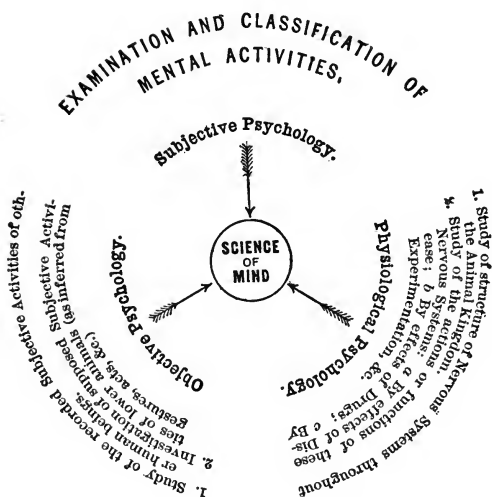 EXAMINATION AND CLASSIFICATION OF
MENTAL ACTIVITIES.
Subjective Psychology.
SCIENCE
OF
MIND
Objective Psychology.
1. Study of the recorded Subjective Activities of oth-
er human beings.
2. Investigation of supposed Subjective Activi-
ties of lower animals (as inferred from
gestures, acts, &c.)
Physiological Psychology.
1. Study of structure of Nervous Systems throughout
the Animal Kingdom.
2. Study of the actions or functions of these
Nervous Systems: a By effects of Dis-
ease; b By effects of Drugs; c By
Experimentation, &c.